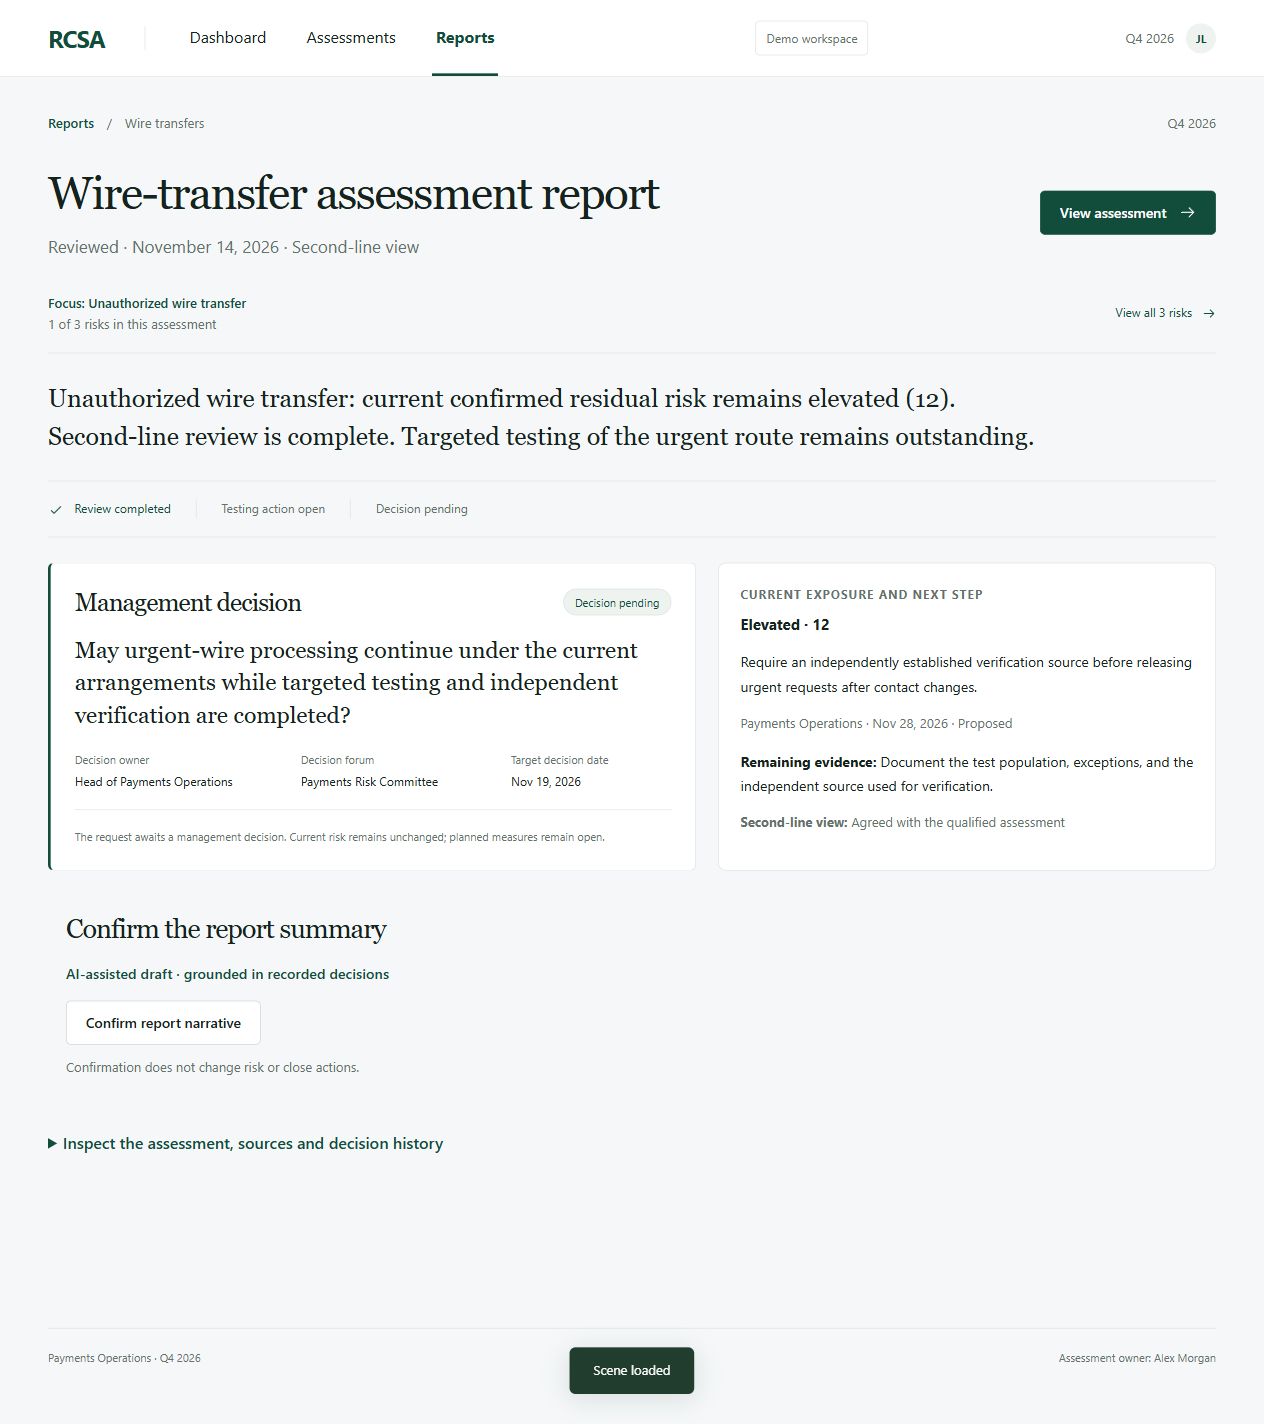 RCSA
Dashboard
Assessments
Reports
Demo workspace
Q4 2026
JL
Reports / Wire transfers
Q4 2026
Wire-transfer assessment report
View assessment →
Reviewed · November 14, 2026 · Second-line view
Focus: Unauthorized wire transfer
1 of 3 risks in this assessment
View all 3 risks →
Unauthorized wire transfer: current confirmed residual risk remains elevated (12).
Second-line review is complete. Targeted testing of the urgent route remains outstanding.
✓ Review completed
Testing action open
Decision pending
Management decision
Decision pending
May urgent-wire processing continue under the current
arrangements while targeted testing and independent
verification are completed?
Decision owner
Head of Payments Operations
Decision forum
Payments Risk Committee
Target decision date
Nov 19, 2026
The request awaits a management decision. Current risk remains unchanged; planned measures remain open.
CURRENT EXPOSURE AND NEXT STEP
Elevated · 12
Require an independently established verification source before releasing
urgent requests after contact changes.
Payments Operations · Nov 28, 2026 · Proposed
Remaining evidence: Document the test population, exceptions, and the
independent source used for verification.
Second-line view: Agreed with the qualified assessment
Confirm the report summary
AI-assisted draft · grounded in recorded decisions
Confirm report narrative
Confirmation does not change risk or close actions.
▶ Inspect the assessment, sources and decision history
Payments Operations · Q4 2026
Scene loaded
Assessment owner: Alex Morgan